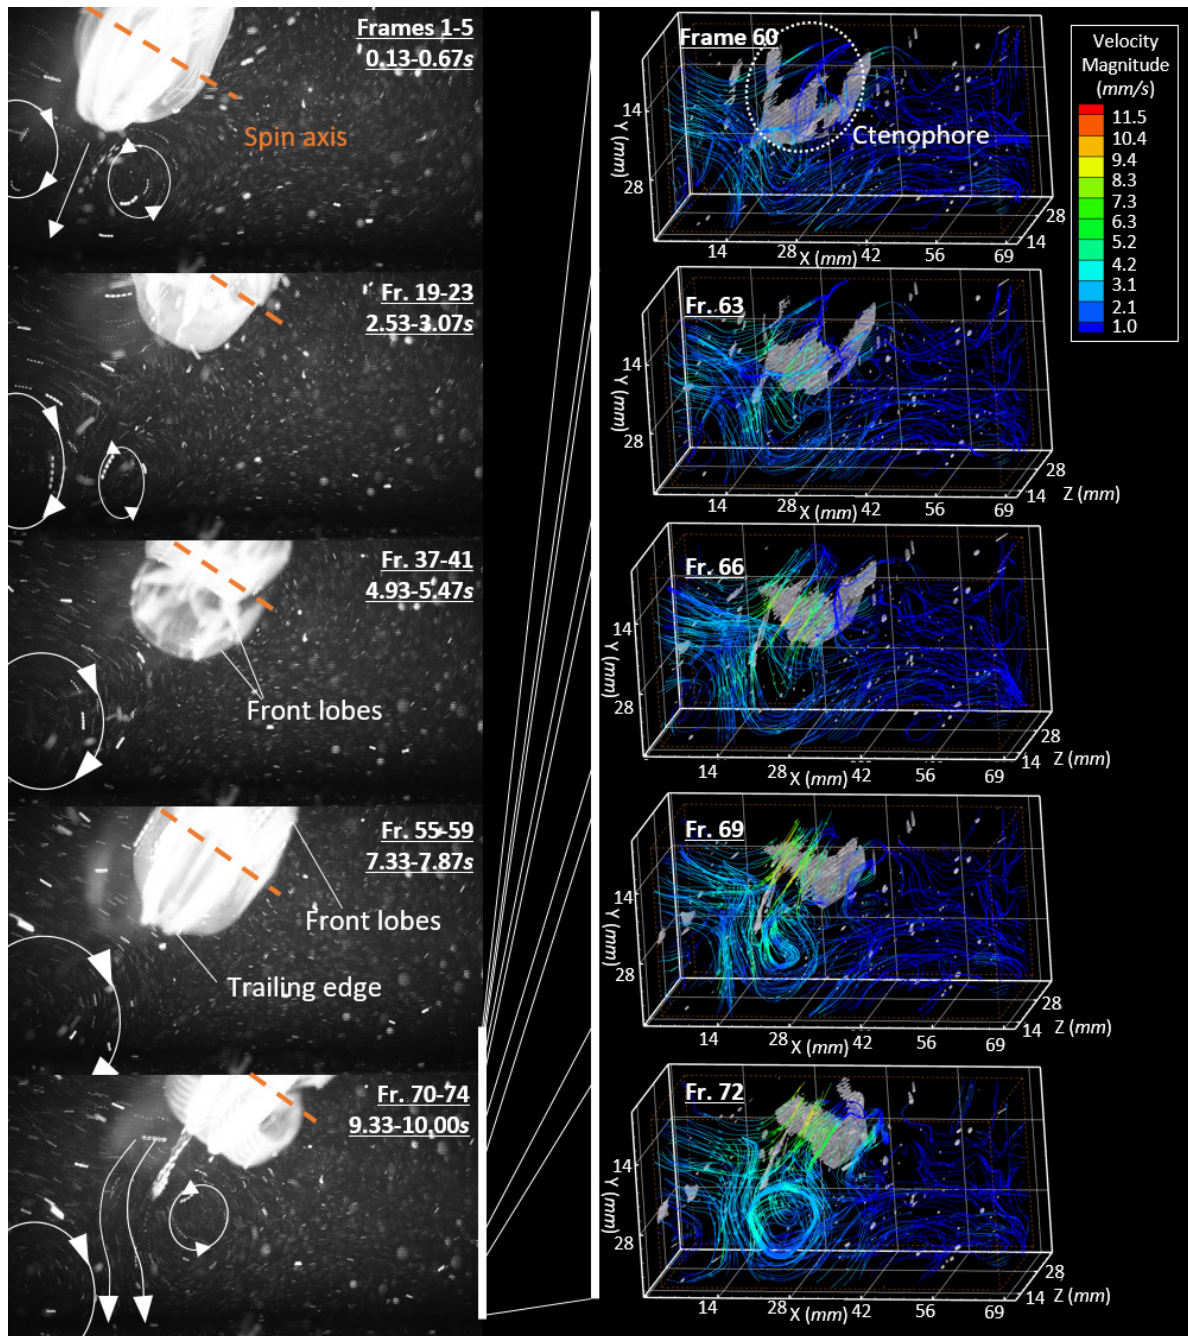 Frames 1-5
0.13-0.67s
Spin axis
Fr. 19-23
2.53-3.07s
Fr. 37-41
4.93-5.47s
Front lobes
Fr. 55-59
7.33-7.87s
Front lobes
Trailing edge
Fr. 70-74
9.33-10.00s
Frame 60
Ctenophore
Y (mm)
14
28
14
28
X (mm)
42
56
69
14
28
Velocity
Magnitude
(mm/s)
11.5
10.4
9.4
8.3
7.3
6.3
5.2
4.2
3.1
2.1
1.0
Fr. 63
Y (mm)
14
28
14
28
X (mm)
42
56
69
14
28
Z (mm)
Fr. 66
Y (mm)
14
28
14
28
X (mm)
42
56
69
14
28
Z (mm)
Fr. 69
Y (mm)
14
28
14
28
X (mm)
42
56
69
14
28
Z (mm)
Fr. 72
Y (mm)
14
28
14
28
X (mm)
42
56
69
14
28
Z (mm)